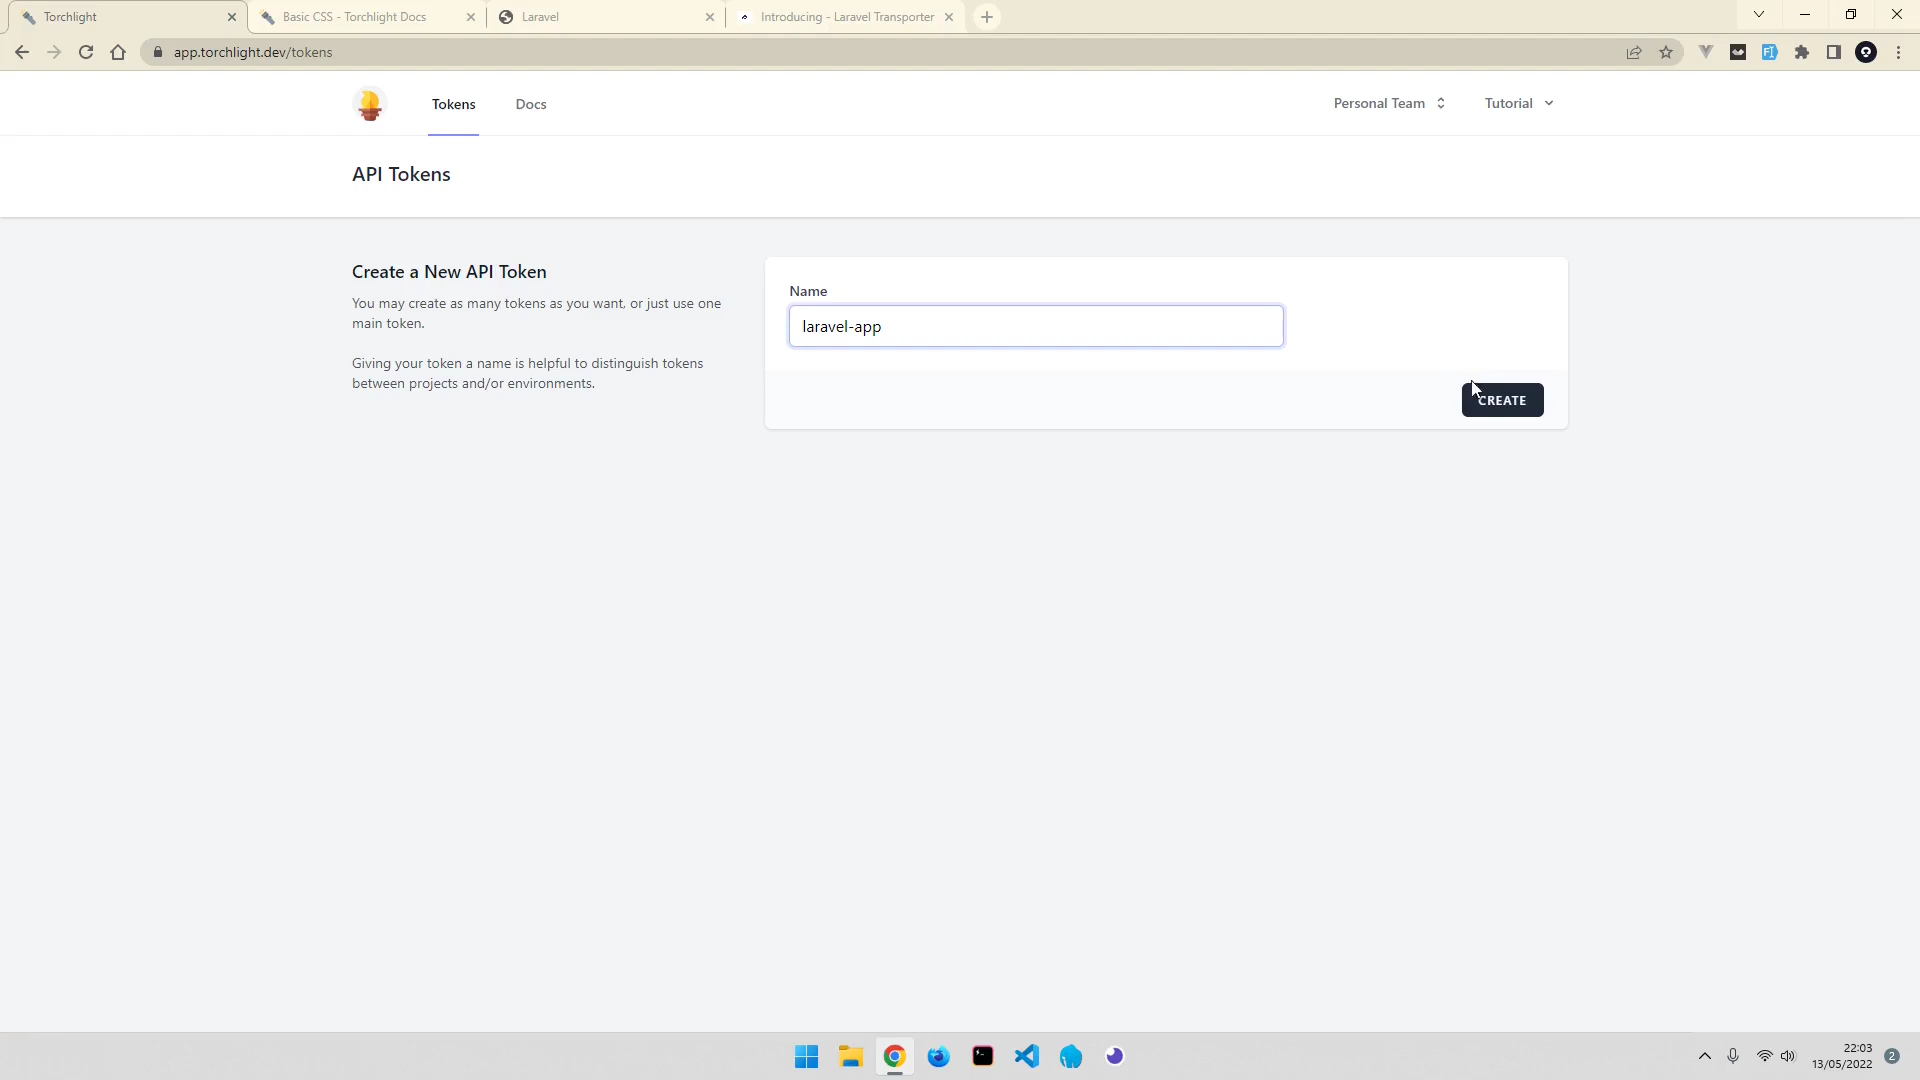 Torchlight
Basic CSS - Torchlight Docs
Laravel
Introducing - Laravel Transporter
app.torchlight.dev/tokens
Tokens
Docs
Personal Team
Tutorial
API Tokens
Create a New API Token
You may create as many tokens as you want, or just use one
main token.
Giving your token a name is helpful to distinguish tokens
between projects and/or environments.
Name
laravel-app
CREATE
22:03
13/05/2022
2